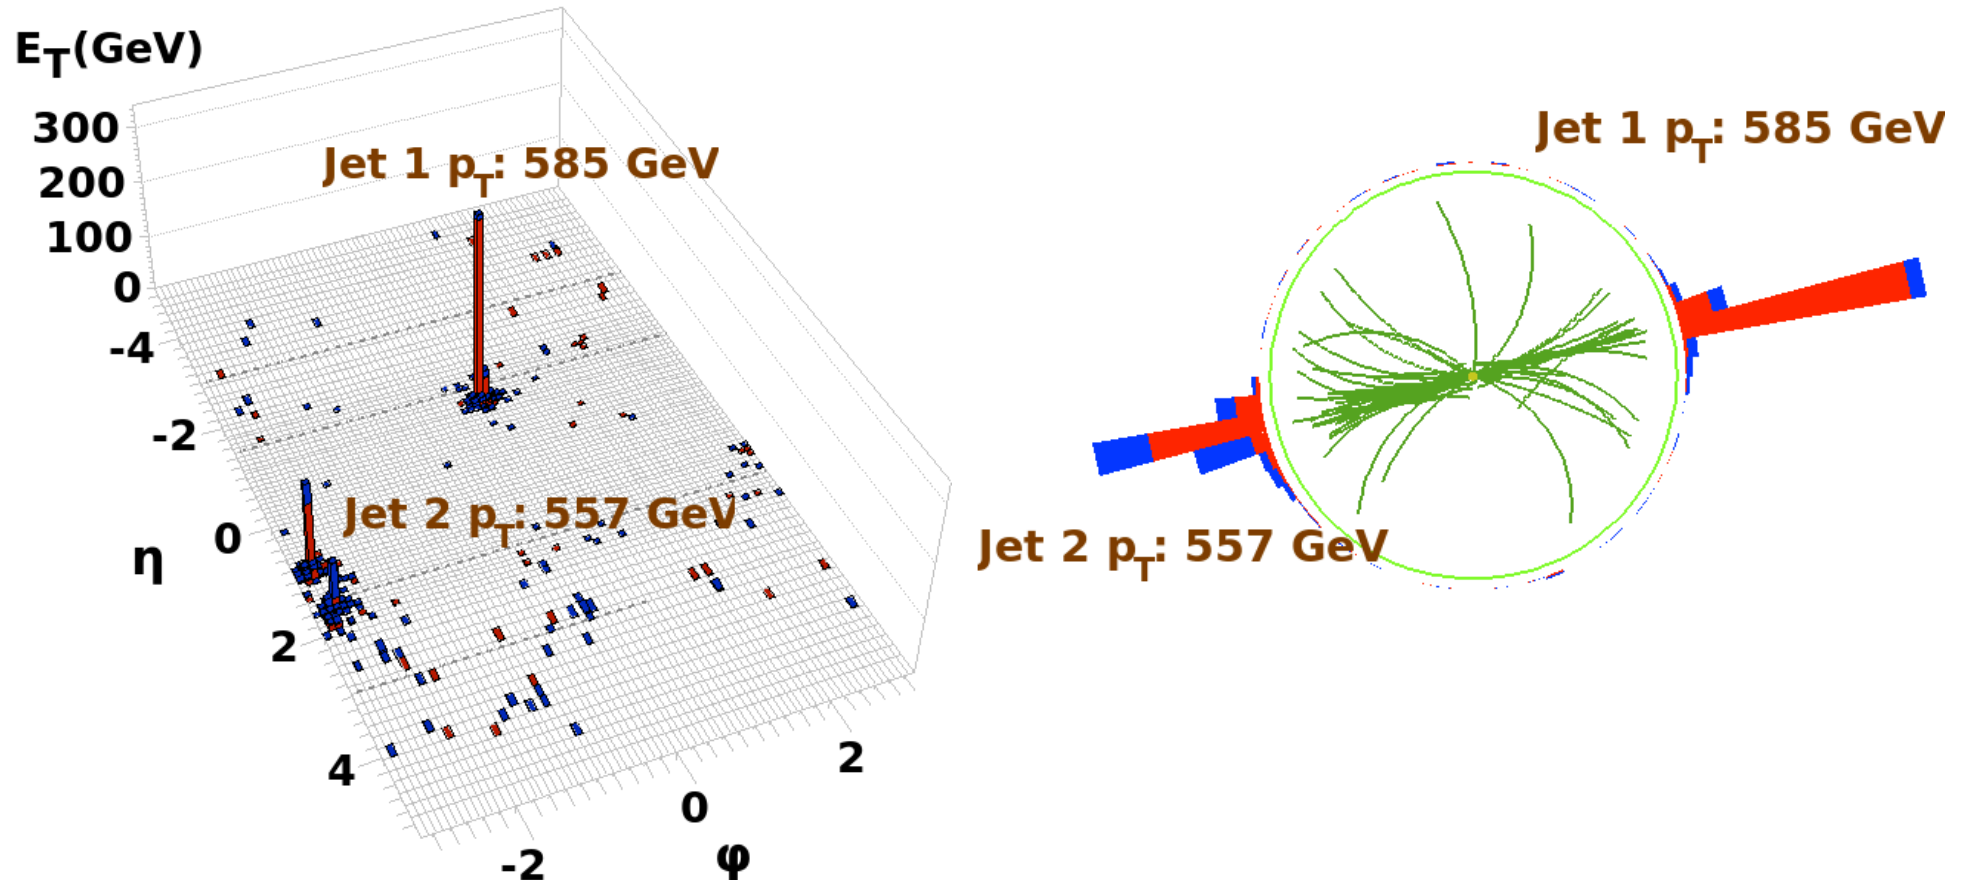 E_T(GeV)
300
200
100
0
-4
-2
0
2
4
η
-2
0
2
φ
Jet 1 p_T: 585 GeV
Jet 2 p_T: 557 GeV
Jet 1 p_T: 585 GeV
Jet 2 p_T: 557 GeV